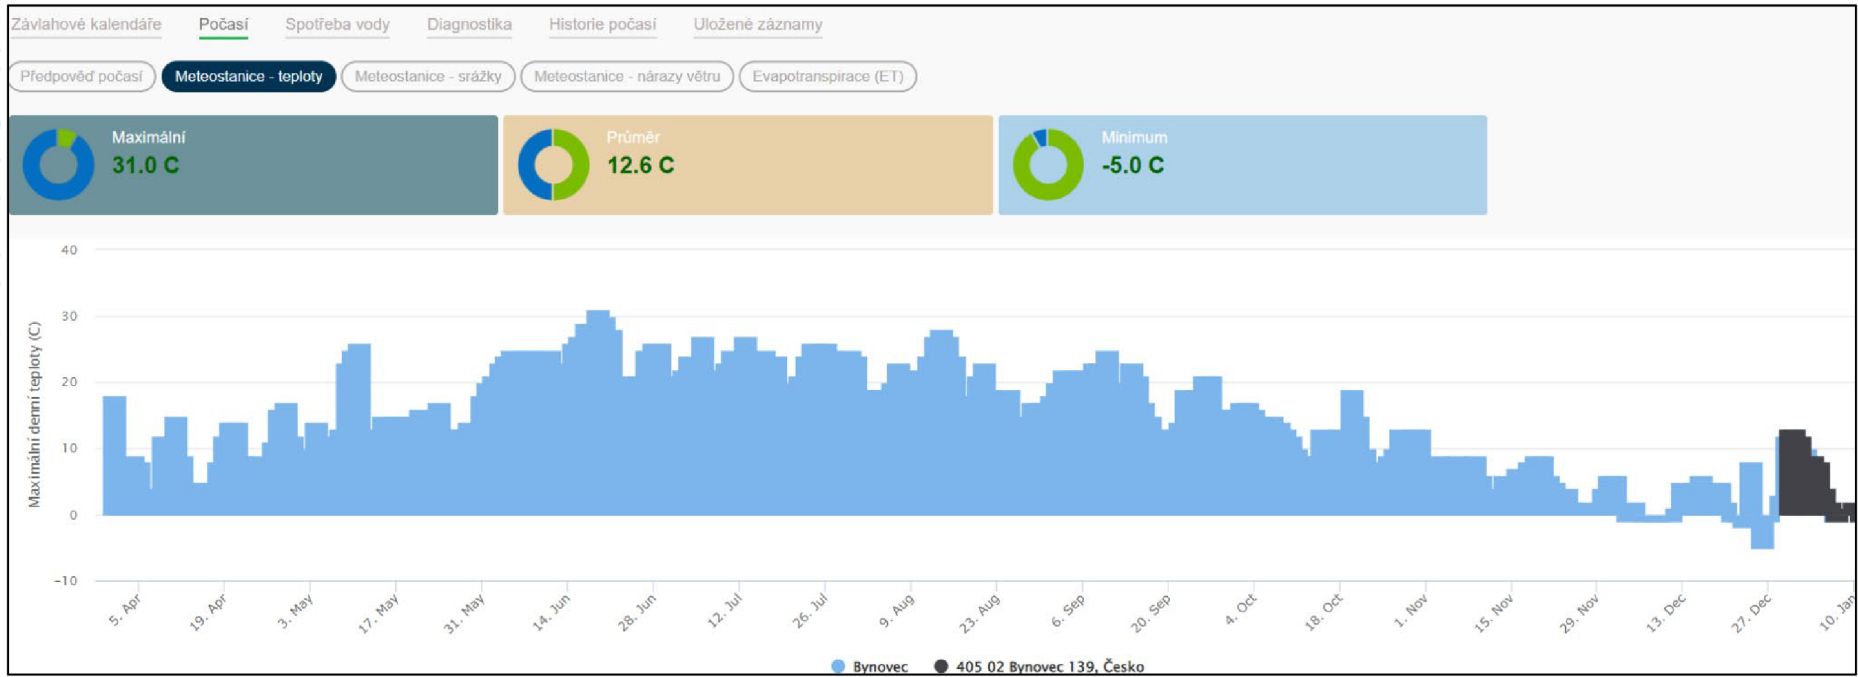 Závlahové kalendáře Počasí Spotřeba vody Diagnostika Historie počasí Uložené záznamy
Předpověď počasí Meteostanice - teploty Meteostanice - srážky Meteostanice - nárazy větru Evapotranspirace (ET)
Maximální
31.0 C
Průměr
12.6 C
Minimum
-5.0 C
Maximální denní teploty (C)
40
30
20
10
0
-10
5. Apr 19. Apr 3. May 17. May 31. May 14. Jun 28. Jun 12. Jul 26. Jul 9. Aug 23. Aug 6. Sep 20. Sep 4. Oct 18. Oct 1. Nov 15. Nov 29. Nov 13. Dec 27. Dec 10. Jan
Bynovec 405 02 Bynovec 139, Česko